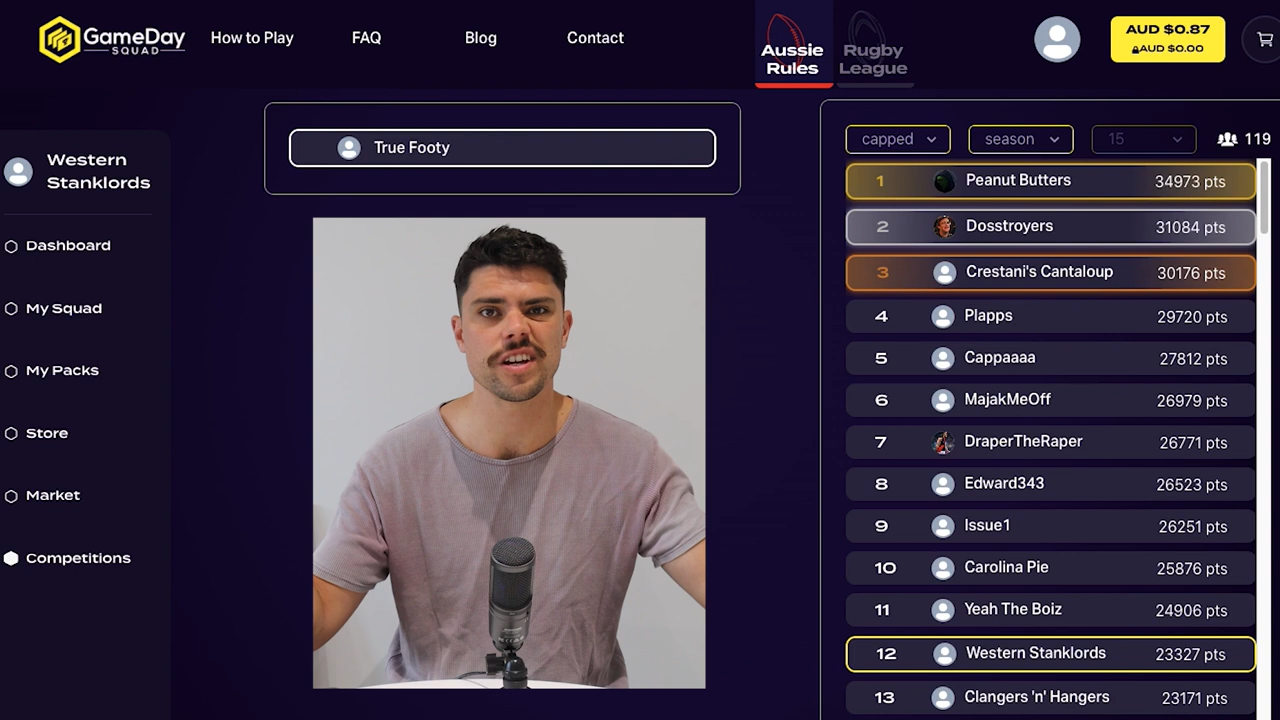 GameDay
SQUAD
How to Play
FAQ
Blog
Contact
Aussie
Rules
Rugby
League
AUD $0.87
AUD $0.00
Western
Stanklords
Dashboard
My Squad
My Packs
Store
Market
Competitions
True Footy
capped
season
15
119
1 Peanut Butters 34973 pts
2 Dosstroyers 31084 pts
3 Crestani's Cantaloup 30176 pts
4 Plapps 29720 pts
5 Cappaaaa 27812 pts
6 MajakMeOff 26979 pts
7 DraperTheRaper 26771 pts
8 Edward343 26523 pts
9 Issue1 26251 pts
10 Carolina Pie 25876 pts
11 Yeah The Boiz 24906 pts
12 Western Stanklords 23327 pts
13 Clangers 'n' Hangers 23171 pts